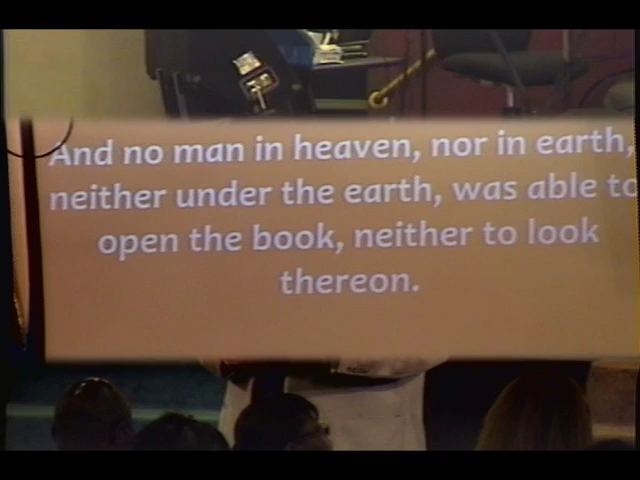 And no man in heaven, nor in earth,
neither under the earth, was able to
open the book, neither to look
thereon.